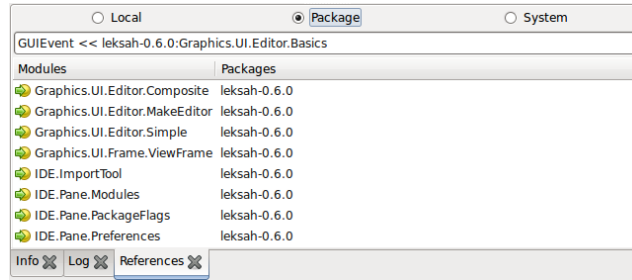 Local Package System
GUIEvent << leksah-0.6.0:Graphics.UI.Editor.Basics
Modules Packages
Graphics.UI.Editor.Composite leksah-0.6.0
Graphics.UI.Editor.MakeEditor leksah-0.6.0
Graphics.UI.Editor.Simple leksah-0.6.0
Graphics.UI.Frame.ViewFrame leksah-0.6.0
IDE.ImportTool leksah-0.6.0
IDE.Pane.Modules leksah-0.6.0
IDE.Pane.PackageFlags leksah-0.6.0
IDE.Pane.Preferences leksah-0.6.0
Info Log References